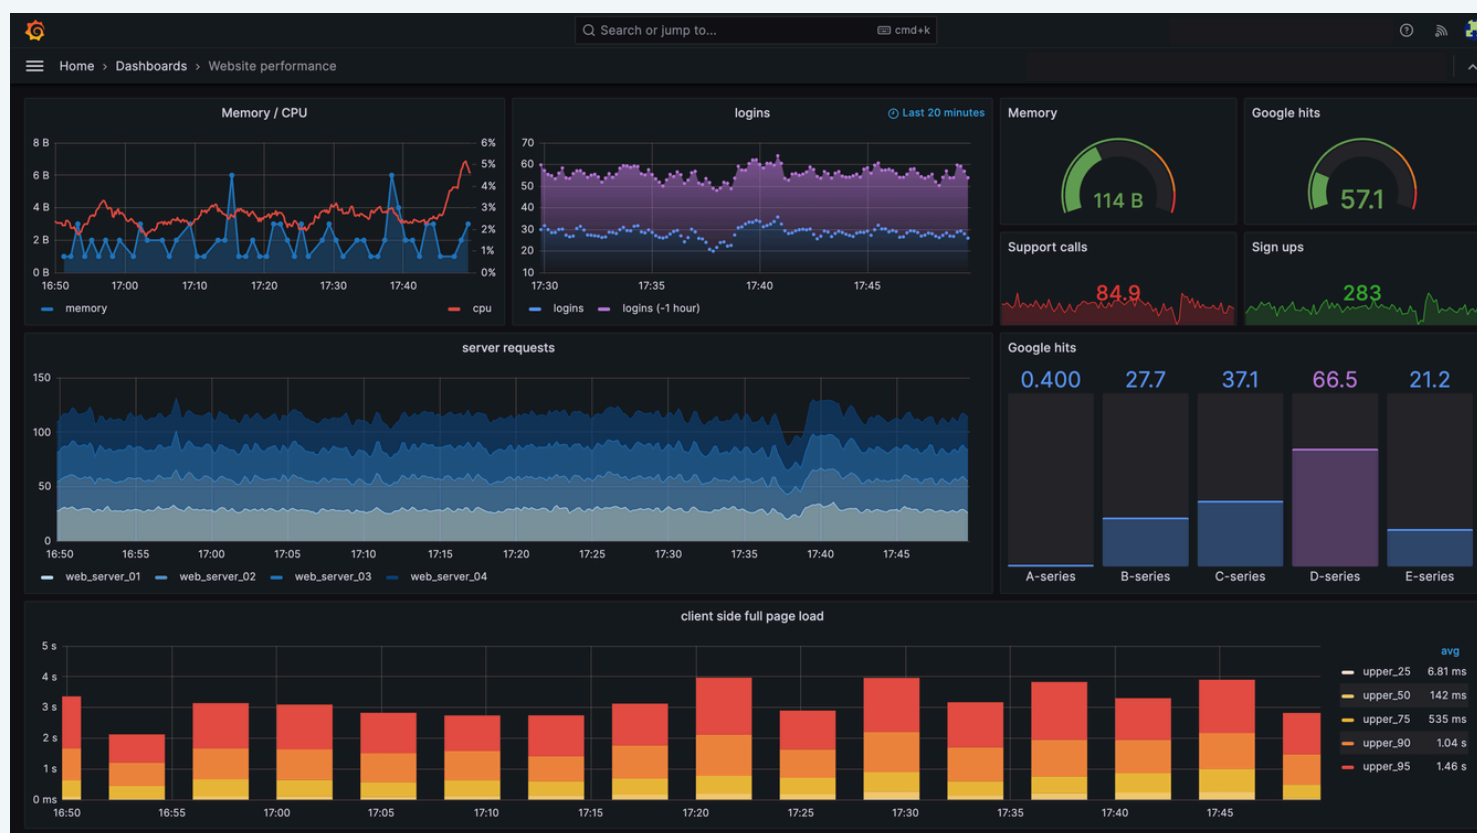 Search or jump to... cmd+k
Home › Dashboards › Website performance
Memory / CPU
8 B
6 B
4 B
2 B
0 B
6%
5%
4%
3%
2%
1%
0%
16:50 17:00 17:10 17:20 17:30 17:40
memory cpu
logins
Last 20 minutes
70
60
50
40
30
20
10
17:30 17:35 17:40 17:45
logins logins (-1 hour)
Memory
114 B
Google hits
57.1
Support calls
84.9
Sign ups
283
server requests
150
100
50
0
16:50 16:55 17:00 17:05 17:10 17:15 17:20 17:25 17:30 17:35 17:40 17:45
web_server_01 web_server_02 web_server_03 web_server_04
Google hits
0.400 27.7 37.1 66.5 21.2
A-series B-series C-series D-series E-series
client side full page load
5 s
4 s
3 s
2 s
1 s
0 ms
16:50 16:55 17:00 17:05 17:10 17:15 17:20 17:25 17:30 17:35 17:40 17:45
avg
upper_25 6.81 ms
upper_50 142 ms
upper_75 535 ms
upper_90 1.04 s
upper_95 1.46 s